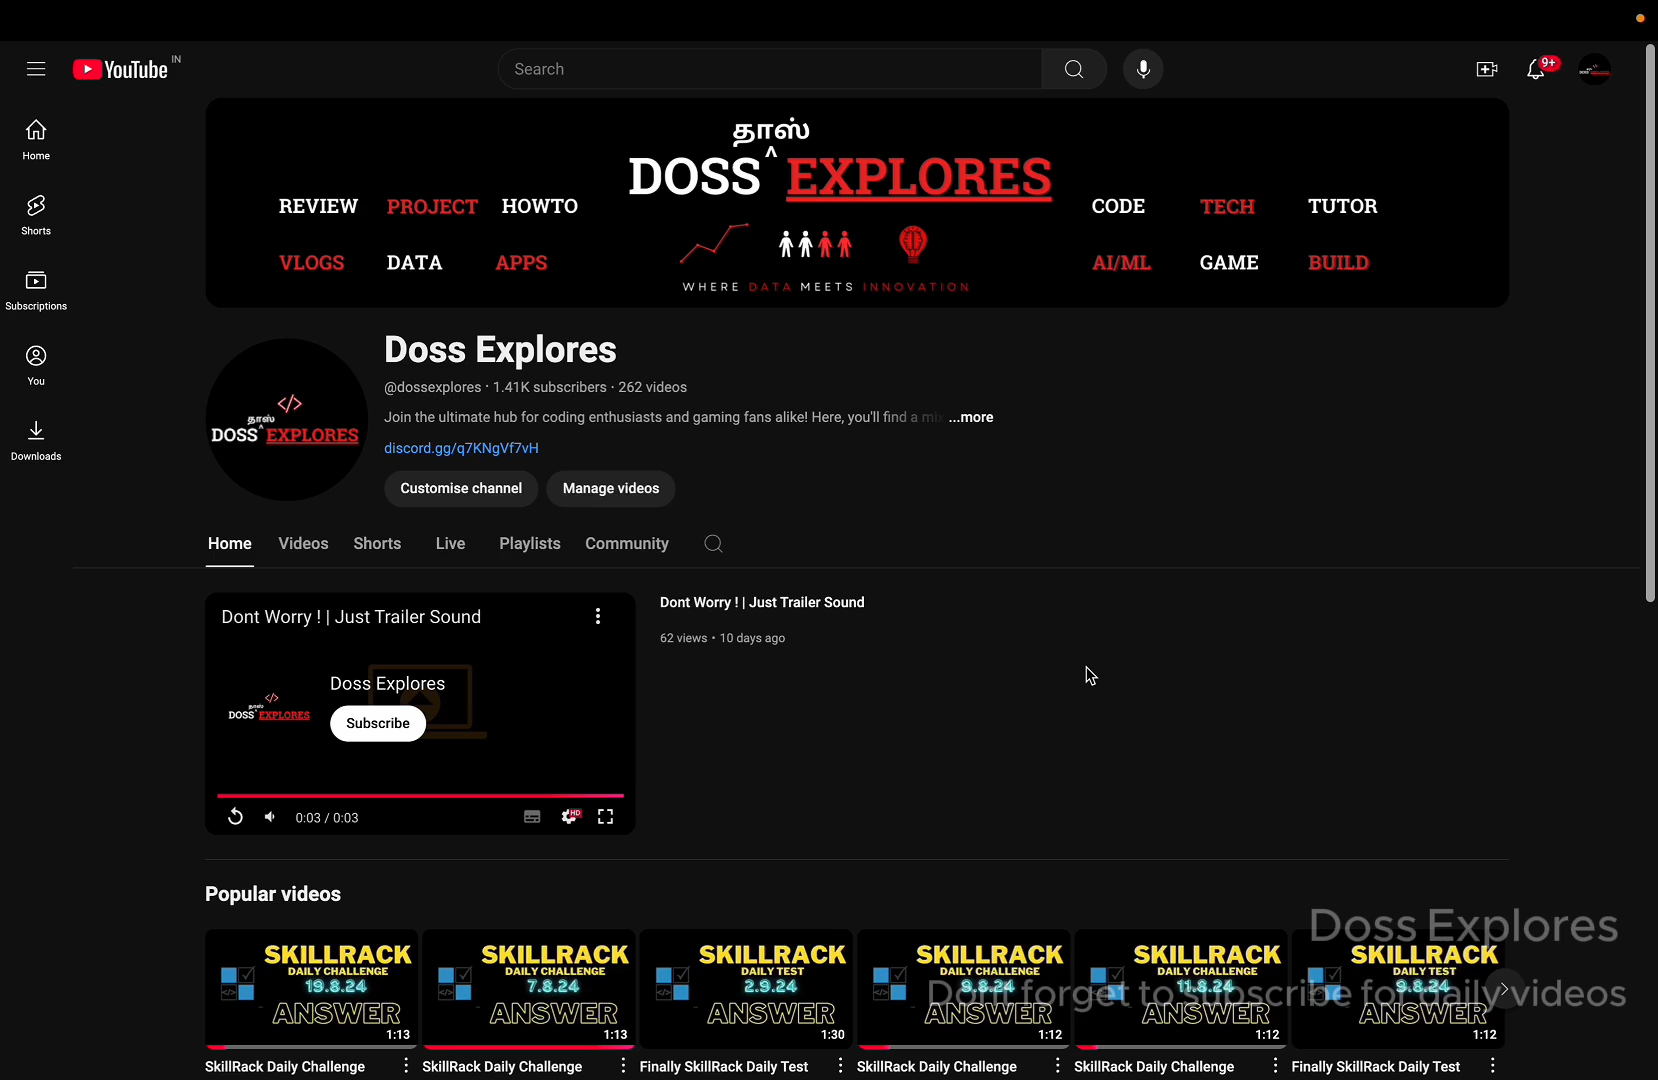 YouTube IN
Search
9+
Home
Shorts
Subscriptions
You
Downloads
தாஸ்
DOSS ^ EXPLORES
REVIEW PROJECT HOWTO
VLOGS DATA APPS
CODE TECH TUTOR
AI/ML GAME BUILD
WHERE DATA MEETS INNOVATION
தாஸ்
DOSS ^ EXPLORES
Doss Explores
@dossexplores · 1.41K subscribers · 262 videos
Join the ultimate hub for coding enthusiasts and gaming fans alike! Here, you'll find a ...more
discord.gg/q7KNgVf7vH
Customise channel Manage videos
Home Videos Shorts Live Playlists Community
Dont Worry ! | Just Trailer Sound
Doss Explores
தாஸ்
DOSS ^ EXPLORES
Subscribe
0:03 / 0:03
HD
Dont Worry ! | Just Trailer Sound
62 views • 10 days ago
Popular videos
SKILLRACK
DAILY CHALLENGE
19.8.24
ANSWER
1:13
SkillRack Daily Challenge
SKILLRACK
DAILY CHALLENGE
7.8.24
ANSWER
1:13
SkillRack Daily Challenge
SKILLRACK
DAILY TEST
2.9.24
ANSWER
1:30
Finally SkillRack Daily Test
SKILLRACK
DAILY CHALLENGE
9.8.24
ANSWER
1:12
SkillRack Daily Challenge
SKILLRACK
DAILY CHALLENGE
11.8.24
ANSWER
1:12
SkillRack Daily Challenge
SKILLRACK
DAILY TEST
9.8.24
ANSWER
1:12
Finally SkillRack Daily Test
Doss Explores
Dont forget to subscribe for daily videos